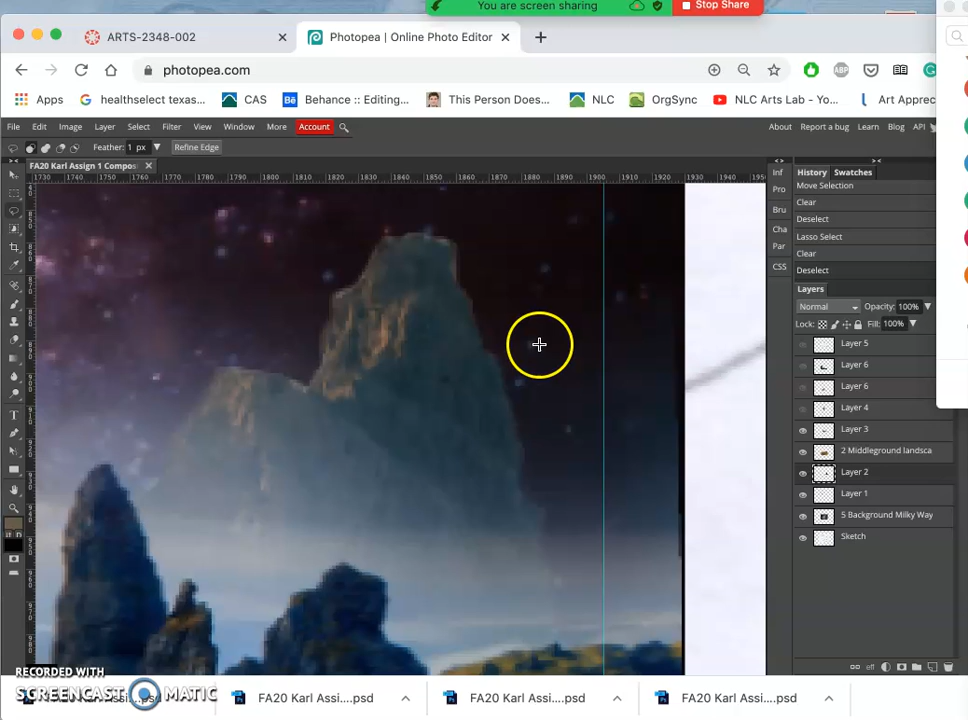 You are screen sharing
Stop Share
ARTS-2348-002
Photopea | Online Photo Editor
photopea.com
ABP
Apps
healthselect texas...
CAS
Behance :: Editing...
This Person Does...
NLC
OrgSync
NLC Arts Lab - Yo...
Art Apprec
File Edit Image Layer Select Filter View Window More Account
About Report a bug Learn Blog API
Feather: 1 px
Refine Edge
FA20 Karl Assign 1 Compos
1730 1740 1750 1760 1770 1780 1790 1800 1810 1820 1830 1840 1850 1860 1870 1880 1890 1900 1910 1920 1930 1940 195
Inf
Pro
Bru
Cha
Par
CSS
History Swatches
Move Selection
Clear
Deselect
Lasso Select
Clear
Deselect
Layers
Normal Opacity: 100%
Lock: Fill: 100%
Layer 5
Layer 6
Layer 6
Layer 4
Layer 3
2 Middleground landsca
Layer 2
Layer 1
5 Background Milky Way
Sketch
RECORDED WITH
SCREENCAST MATIC
FA20 Karl Assi....psd
FA20 Karl Assi....psd
FA20 Karl Assi....psd